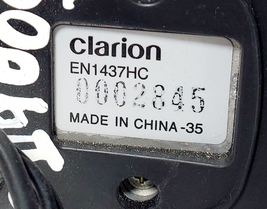 clarion
EN1437HC
0002845
MADE IN CHINA -35